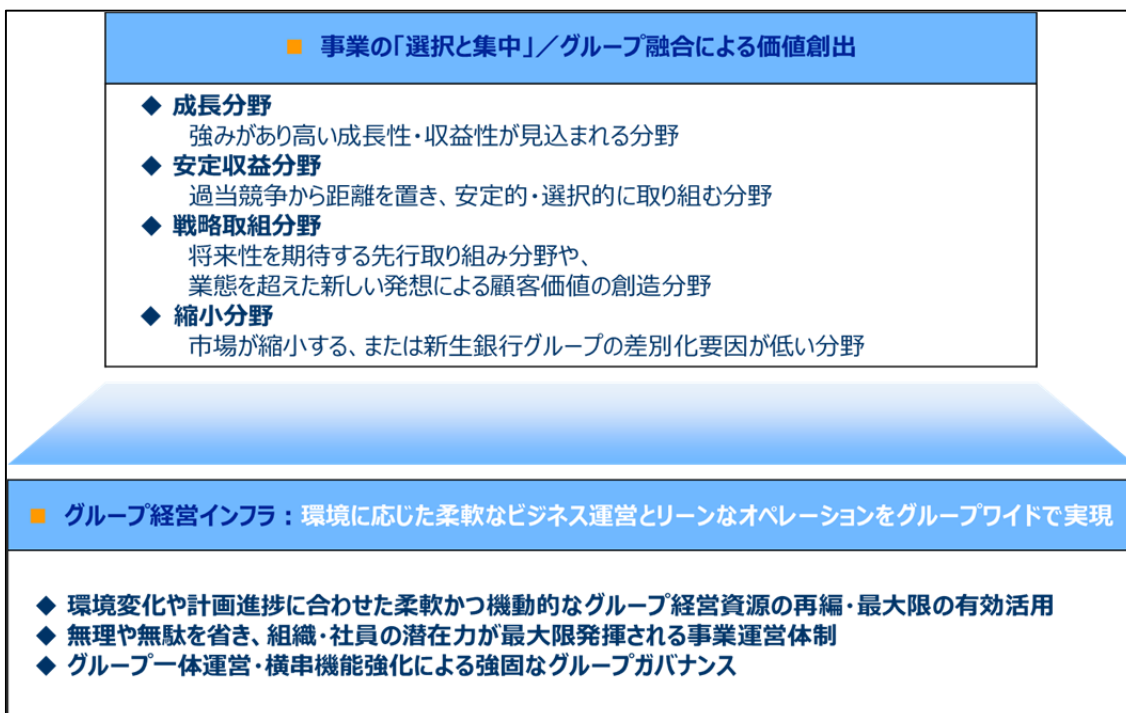 ■ 事業の「選択と集中」／グループ融合による価値創出
◆ 成長分野
強みがあり高い成長性・収益性が見込まれる分野
◆ 安定収益分野
過当競争から距離を置き、安定的・選択的に取り組む分野
◆ 戦略取組分野
将来性を期待する先行取り組み分野や、
業態を超えた新しい発想による顧客価値の創造分野
◆ 縮小分野
市場が縮小する、または新生銀行グループの差別化要因が低い分野
■ グループ経営インフラ：環境に応じた柔軟なビジネス運営とリーンなオペレーションをグループワイドで実現
◆ 環境変化や計画進捗に合わせた柔軟かつ機動的なグループ経営資源の再編・最大限の有効活用
◆ 無理や無駄を省き、組織・社員の潜在力が最大限発揮される事業運営体制
◆ グループ一体運営・横串機能強化による強固なグループガバナンス